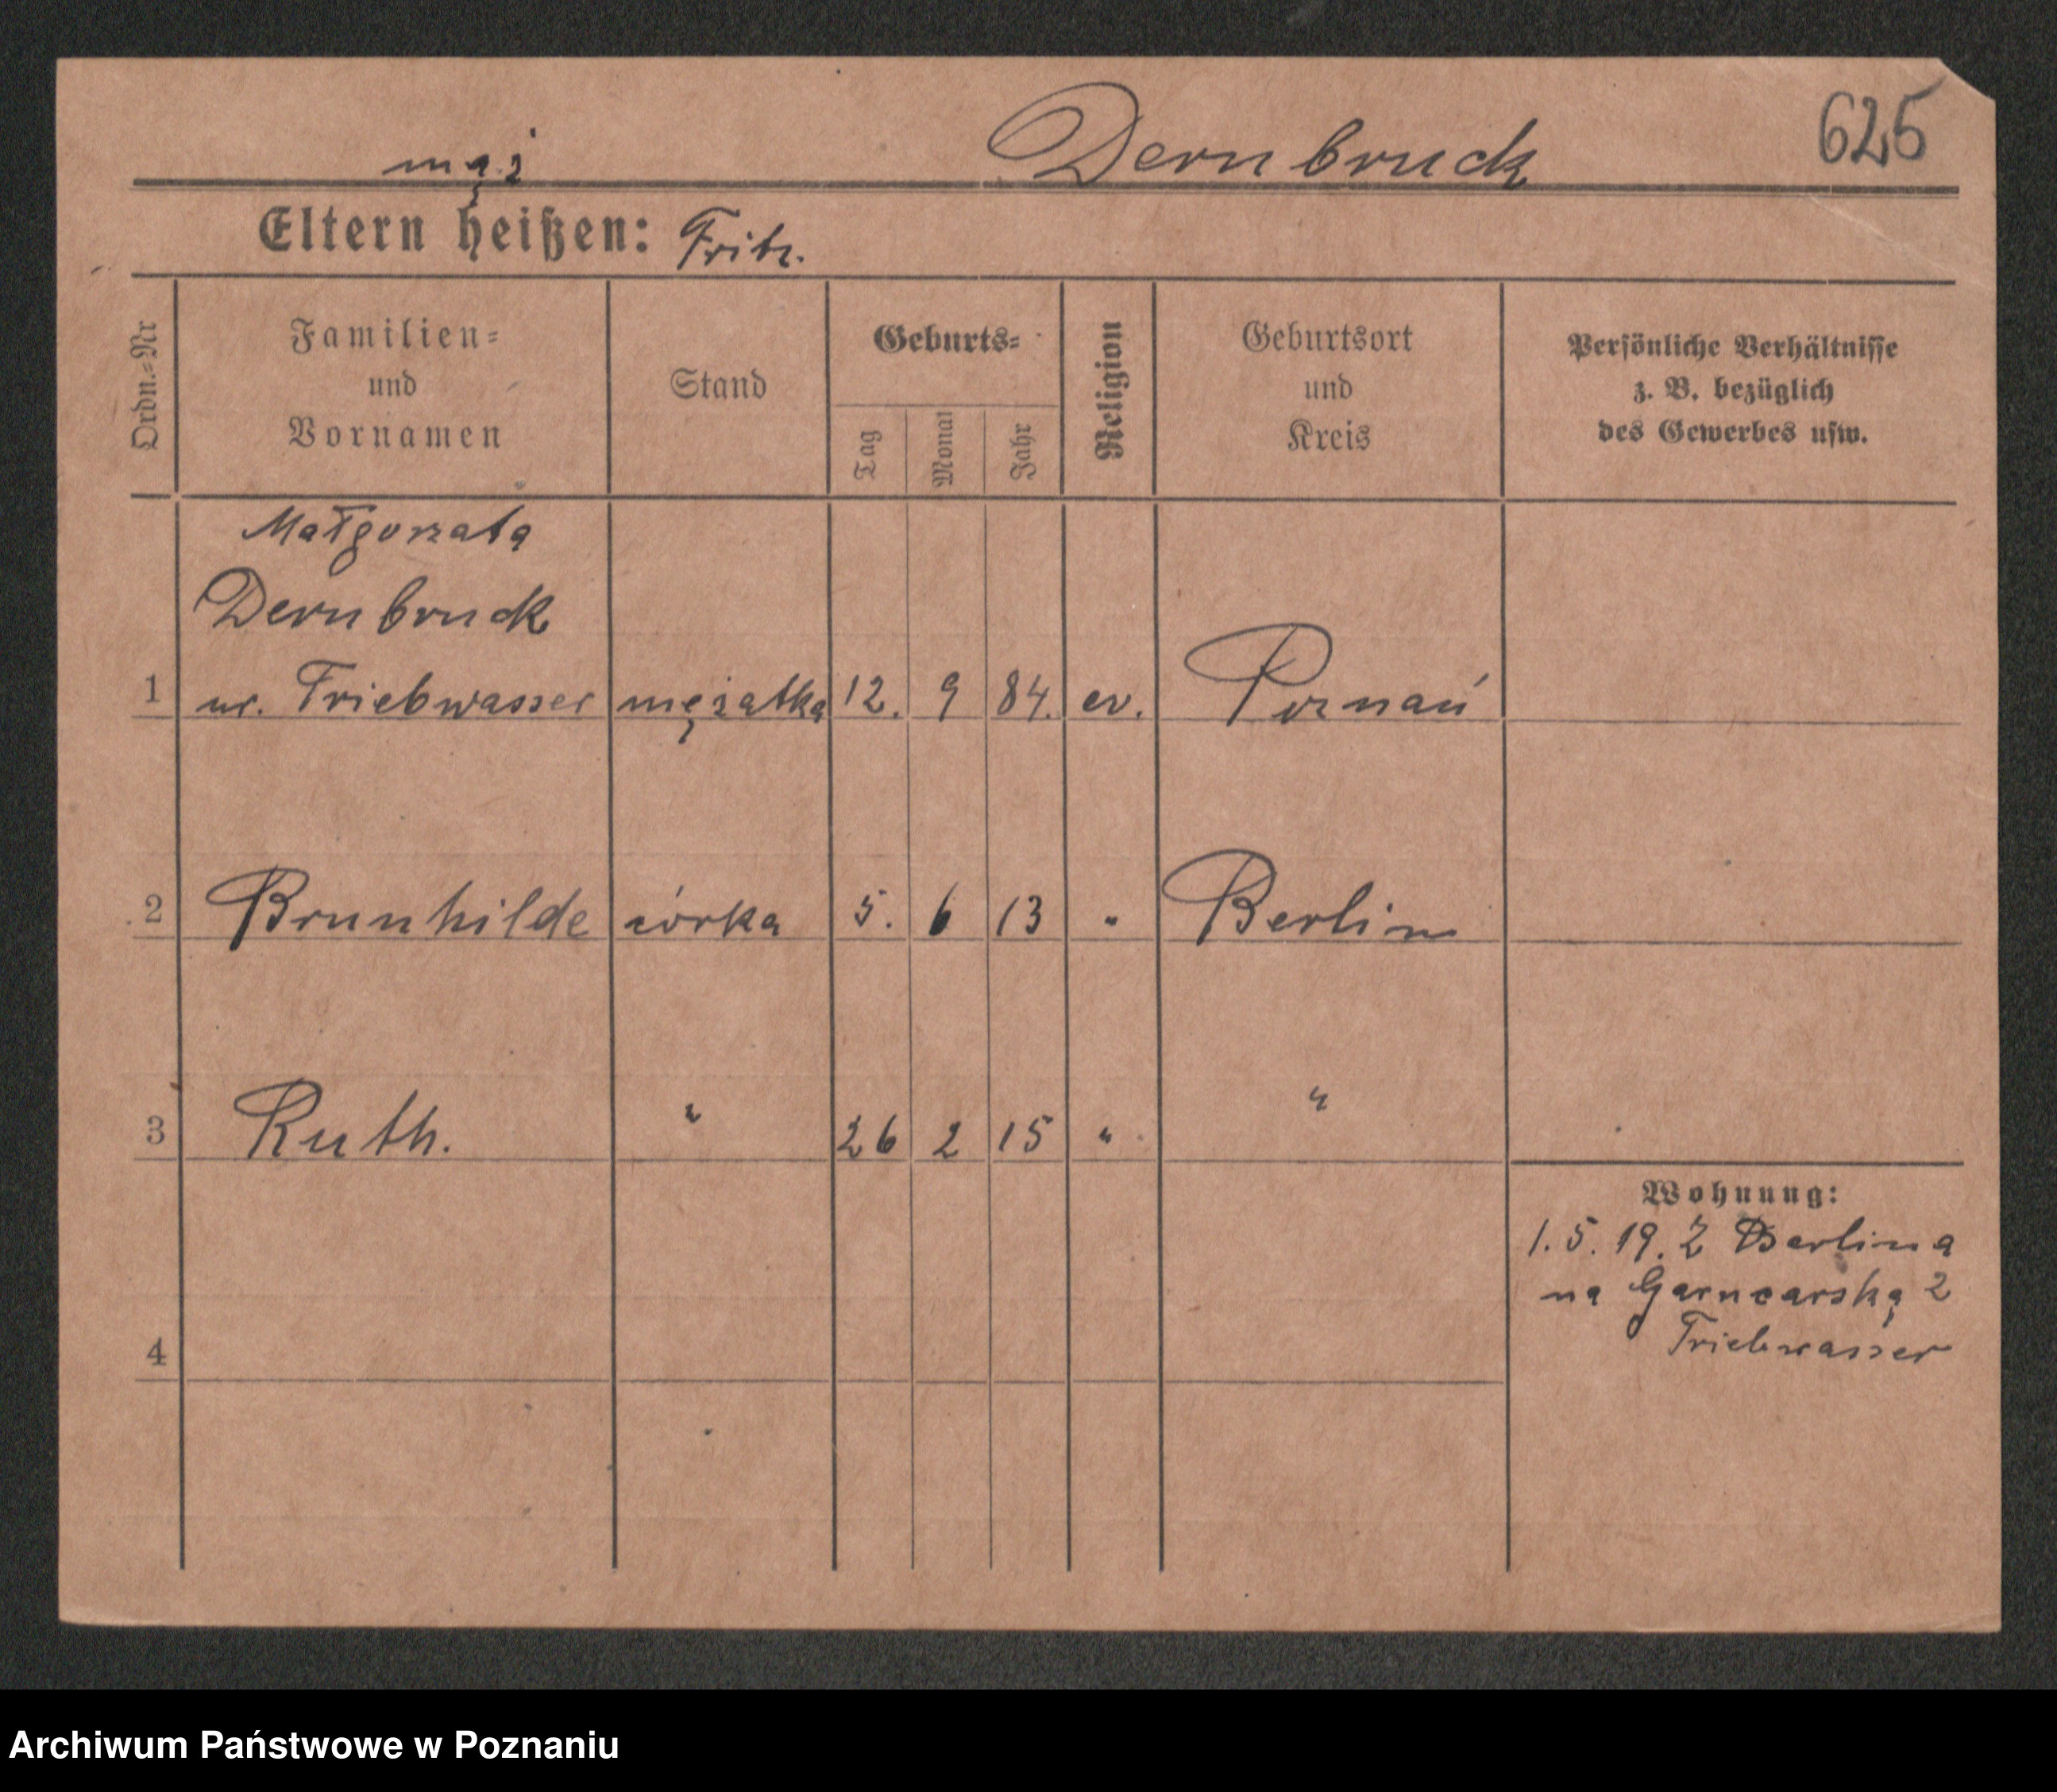 Dernbruck 625
mąż
Eltern heißen: Fritz.
Ordn.=Nr
Familien=
und
Vornamen
Stand
Geburts=
Tag
Monat
Jahr
Religion
Geburtsort
und
Kreis
Persönliche Verhältnisse
z. B. bezüglich
des Gewerbes usw.
Małgorzata
Dernbruck
1 ur. Triebwasser mężatka 12. 9 84. ev. Poznań
2 Brunhilde córka 5. 6 13 " Berlin
3 Ruth. " 26 2 15 " "
Wohnung:
1. 5. 19. Z Berlina
na Garncarską 2
Triebwasser
4
Archiwum Państwowe w Poznaniu